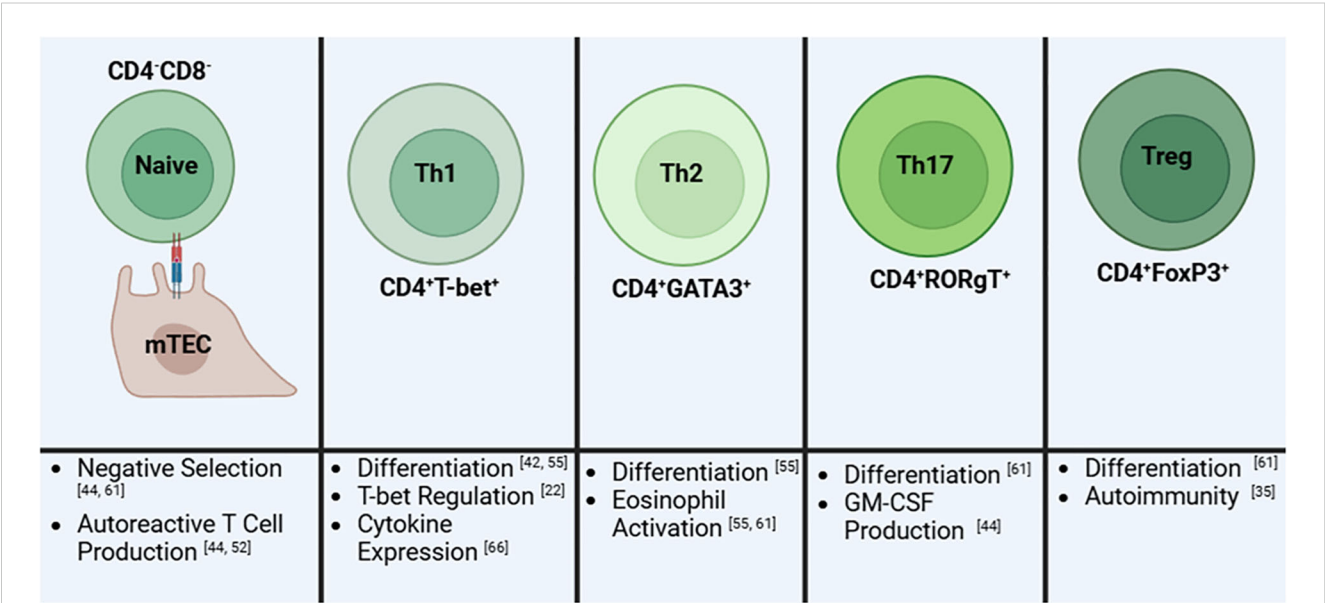 CD4⁻CD8⁻
Naive
mTEC
Th1
CD4⁺T-bet⁺
Th2
CD4⁺GATA3⁺
Th17
CD4⁺RORgT⁺
Treg
CD4⁺FoxP3⁺
• Negative Selection
[44, 61]
• Autoreactive T Cell
Production [44, 52]
• Differentiation [42, 55]
• T-bet Regulation [22]
• Cytokine
Expression [66]
• Differentiation [55]
• Eosinophil
Activation [55, 61]
• Differentiation [61]
• GM-CSF
Production [44]
• Differentiation [61]
• Autoimmunity [35]